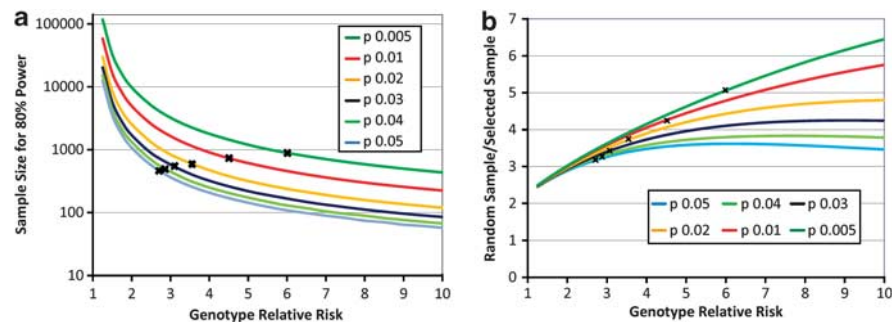 a
Sample Size for 80% Power
100000
10000
1000
100
10
1 2 3 4 5 6 7 8 9 10
Genotype Relative Risk
p 0.005
p 0.01
p 0.02
p 0.03
p 0.04
p 0.05
b
Random Sample/Selected Sample
7
6
5
4
3
2
1
0
1 2 3 4 5 6 7 8 9 10
Genotype Relative Risk
p 0.05 p 0.04 p 0.03
p 0.02 p 0.01 p 0.005